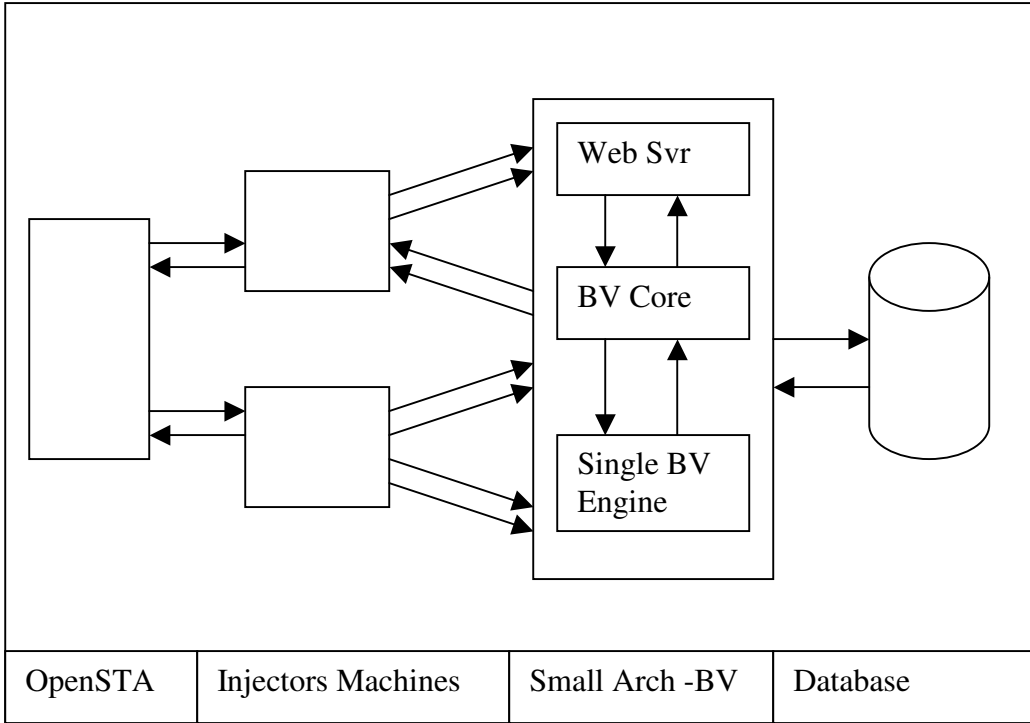 Web Svr
BV Core
Single BV
Engine
OpenSTA
Injectors Machines
Small Arch -BV
Database